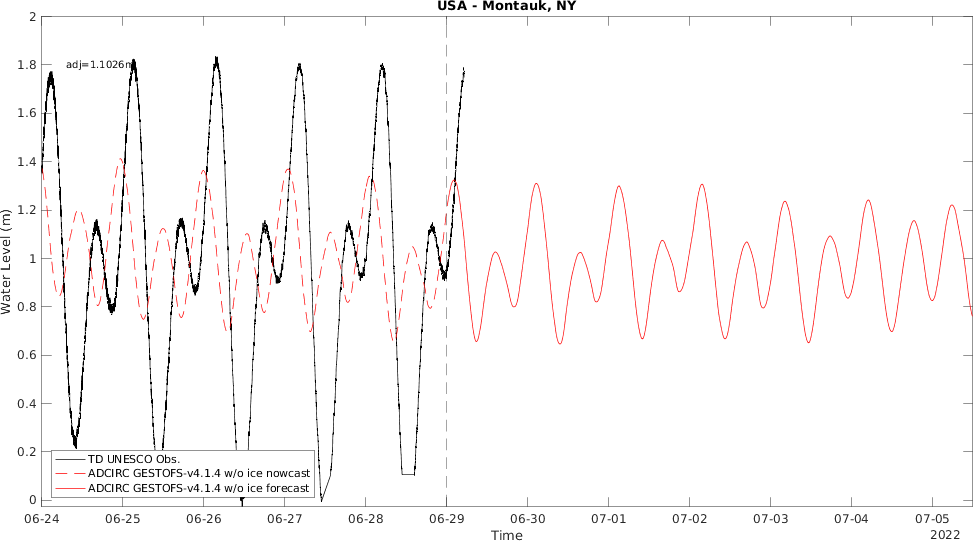 USA - Montauk, NY
adj=1.1026m
Water Level (m)
2
1.8
1.6
1.4
1.2
1
0.8
0.6
0.4
0.2
0
TD UNESCO Obs.
ADCIRC GESTOFS-v4.1.4 w/o ice nowcast
ADCIRC GESTOFS-v4.1.4 w/o ice forecast
06-24 06-25 06-26 06-27 06-28 06-29 06-30 07-01 07-02 07-03 07-04 07-05
Time
2022